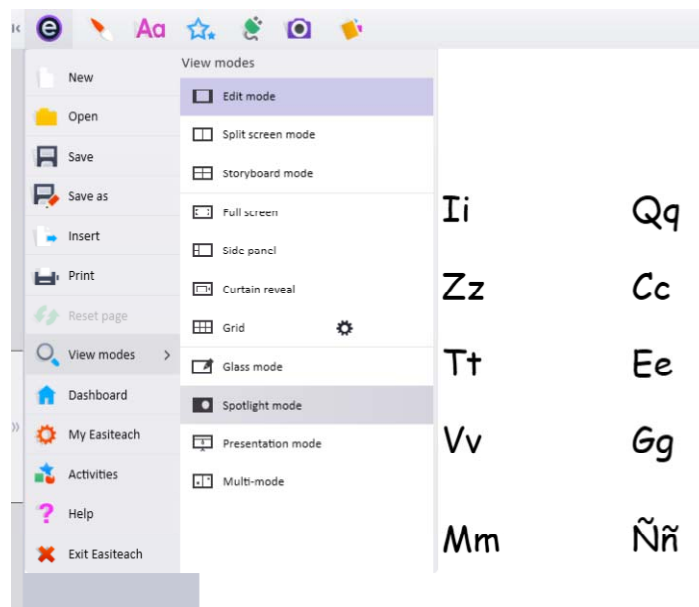 e Aa
View modes
New
Open
Save
Save as
Insert
Print
Reset page
View modes
Dashboard
My Easiteach
Activities
Help
Exit Easiteach
Edit mode
Split screen mode
Storyboard mode
Full screen
Side panel
Curtain reveal
Grid
Glass mode
Spotlight mode
Presentation mode
Multi-mode
Ii Qq
Zz Cc
Tt Ee
Vv Gg
Mm Ññ